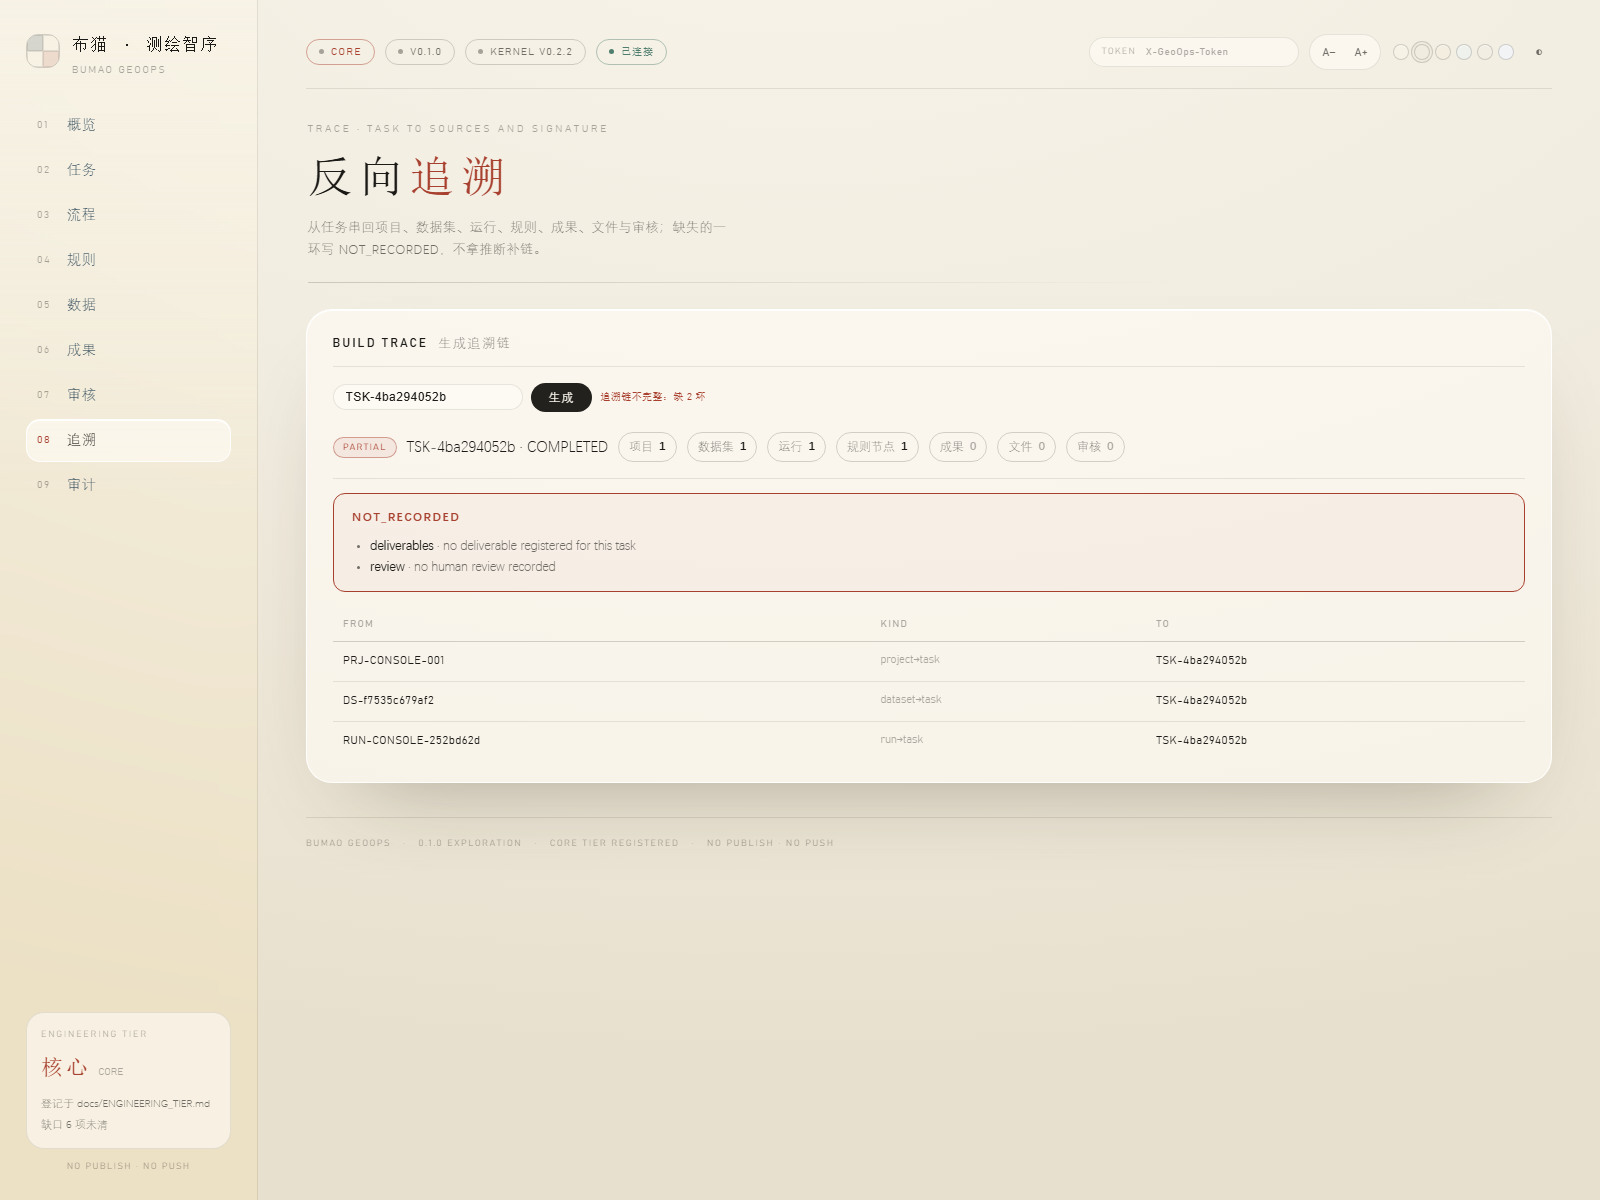 布猫 · 测绘智序
BUMAO GEOOPS
01 概览
02 任务
03 流程
04 规则
05 数据
06 成果
07 审核
08 追溯
09 审计
ENGINEERING TIER
核心 CORE
登记于 docs/ENGINEERING_TIER.md
缺口 6 项未清
NO PUBLISH · NO PUSH
CORE V0.1.0 KERNEL V0.2.2 已连接 TOKEN X-GeoOps-Token A− A+
TRACE · TASK TO SOURCES AND SIGNATURE
反向追溯
从任务串回项目、数据集、运行、规则、成果、文件与审核；缺失的一
环写 NOT_RECORDED，不拿推断补链。
BUILD TRACE 生成追溯链
TSK-4ba294052b 生成 追溯链不完整：缺 2 环
PARTIAL TSK-4ba294052b · COMPLETED 项目 1 数据集 1 运行 1 规则节点 1 成果 0 文件 0 审核 0
NOT_RECORDED
• deliverables · no deliverable registered for this task
• review · no human review recorded
FROM KIND TO
PRJ-CONSOLE-001 project→task TSK-4ba294052b
DS-f7535c679af2 dataset→task TSK-4ba294052b
RUN-CONSOLE-252bd62d run→task TSK-4ba294052b
BUMAO GEOOPS · 0.1.0 EXPLORATION · CORE TIER REGISTERED · NO PUBLISH · NO PUSH